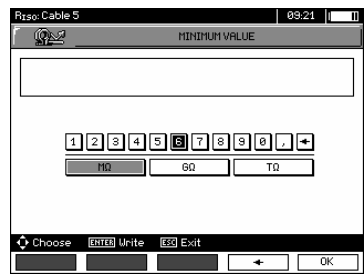 RISO: Cable 5 09:21
MINIMUM VALUE
1 2 3 4 5 6 7 8 9 0 , ←
MΩ GΩ TΩ
Choose ENTER Write ESC Exit
← OK